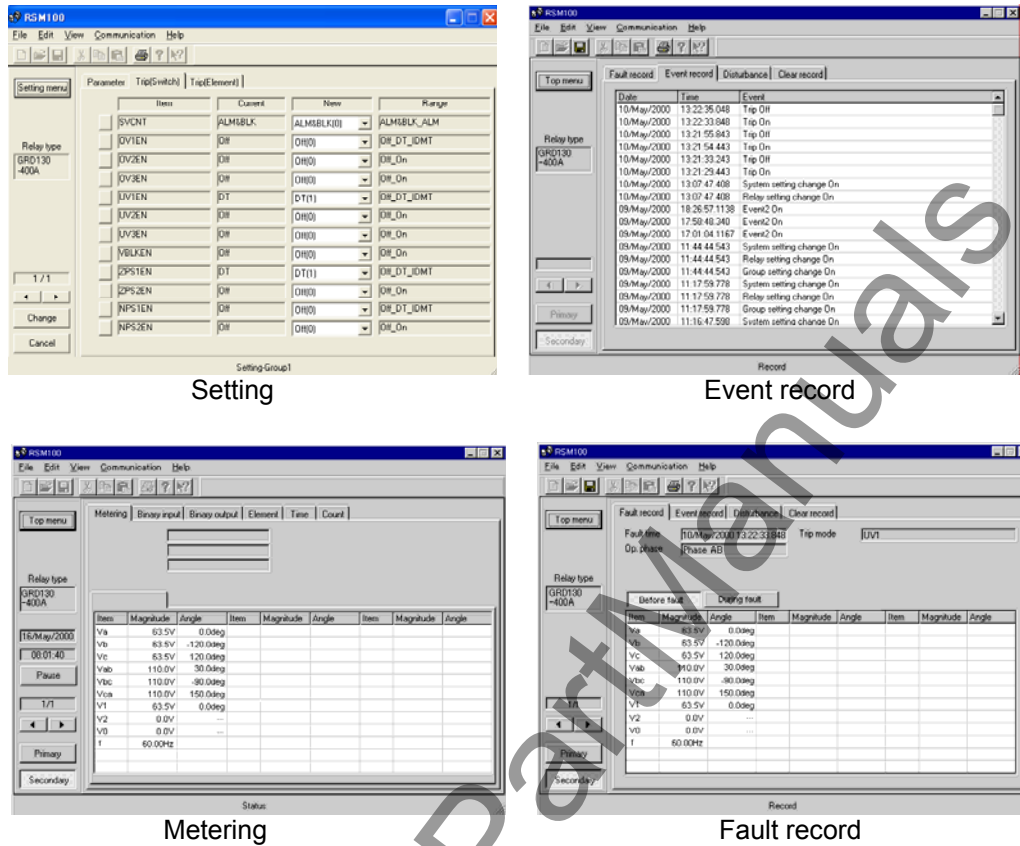 RSM100
File Edit View Communication Help
Setting menu
Parameter Trip(Switch) Trip(Element)
Item Current New Range
SVCNT ALM&BLK ALM&BLK(0) ALM&BLK_ALM
OV1EN Off Off(0) Off_DT_IDMT
OV2EN Off Off(0) Off_On
OV3EN Off Off(0) Off_On
UV1EN DT DT(1) Off_DT_IDMT
UV2EN Off Off(0) Off_On
UV3EN Off Off(0) Off_On
VBLKEN Off Off(0) Off_On
ZPS1EN DT DT(1) Off_DT_IDMT
ZPS2EN Off Off(0) Off_On
NPS1EN Off Off(0) Off_DT_IDMT
NPS2EN Off Off(0) Off_On
Relay type
GRD130
-400A
1/1
Change
Cancel
Setting-Group1
Setting
RSM100
File Edit View Communication Help
Top menu
Fault record Event record Disturbance Clear record
Relay type
GRD130
-400A
Date Time Event
10/May/2000 13:22:35.048 Trip Off
10/May/2000 13:22:33.848 Trip On
10/May/2000 13:21:55.843 Trip Off
10/May/2000 13:21:54.443 Trip On
10/May/2000 13:21:33.243 Trip Off
10/May/2000 13:21:29.443 Trip On
10/May/2000 13:07:47.408 System setting change On
10/May/2000 13:07:47.408 Relay setting change On
09/May/2000 18:26:57.1138 Event2 On
09/May/2000 17:58:48.340 Event2 On
09/May/2000 17:01:04.1167 Event2 On
09/May/2000 11:44:44.543 System setting change On
09/May/2000 11:44:44.543 Relay setting change On
09/May/2000 11:44:44.543 Group setting change On
09/May/2000 11:17:59.778 System setting change On
09/May/2000 11:17:59.778 Relay setting change On
09/May/2000 11:17:59.778 Group setting change On
09/May/2000 11:16:47.590 System setting change On
Primary
Secondary
Record
Event record
RSM100
File Edit View Communication Help
Top menu
Metering Binary input Binary output Element Time Count
Relay type
GRD130
-400A
16/May/2000
00:01:40
Pause
1/1
Primary
Secondary
Item Magnitude Angle Item Magnitude Angle Item Magnitude Angle
Va 63.5V 0.0deg
Vb 63.5V -120.0deg
Vc 63.5V 120.0deg
Vab 110.0V 30.0deg
Vbc 110.0V -90.0deg
Vca 110.0V 150.0deg
V1 63.5V 0.0deg
V2 0.0V ---
V0 0.0V ---
f 60.00Hz
Status
Metering
RSM100
File Edit View Communication Help
Top menu
Fault record Event record Disturbance Clear record
Fault time 10/May/2000 13:22:33.848 Trip mode UV1
Op. phase Phase AB
Relay type
GRD130
-400A
Before fault During fault
Item Magnitude Angle Item Magnitude Angle Item Magnitude Angle
Va 63.5V 0.0deg
Vb 63.5V -120.0deg
Vc 63.5V 120.0deg
Vab 110.0V 30.0deg
Vbc 110.0V -90.0deg
Vca 110.0V 150.0deg
V1 63.5V 0.0deg
V2 0.0V ---
V0 0.0V ---
f 60.00Hz
1/1
Primary
Secondary
Record
Fault record
PartManuals